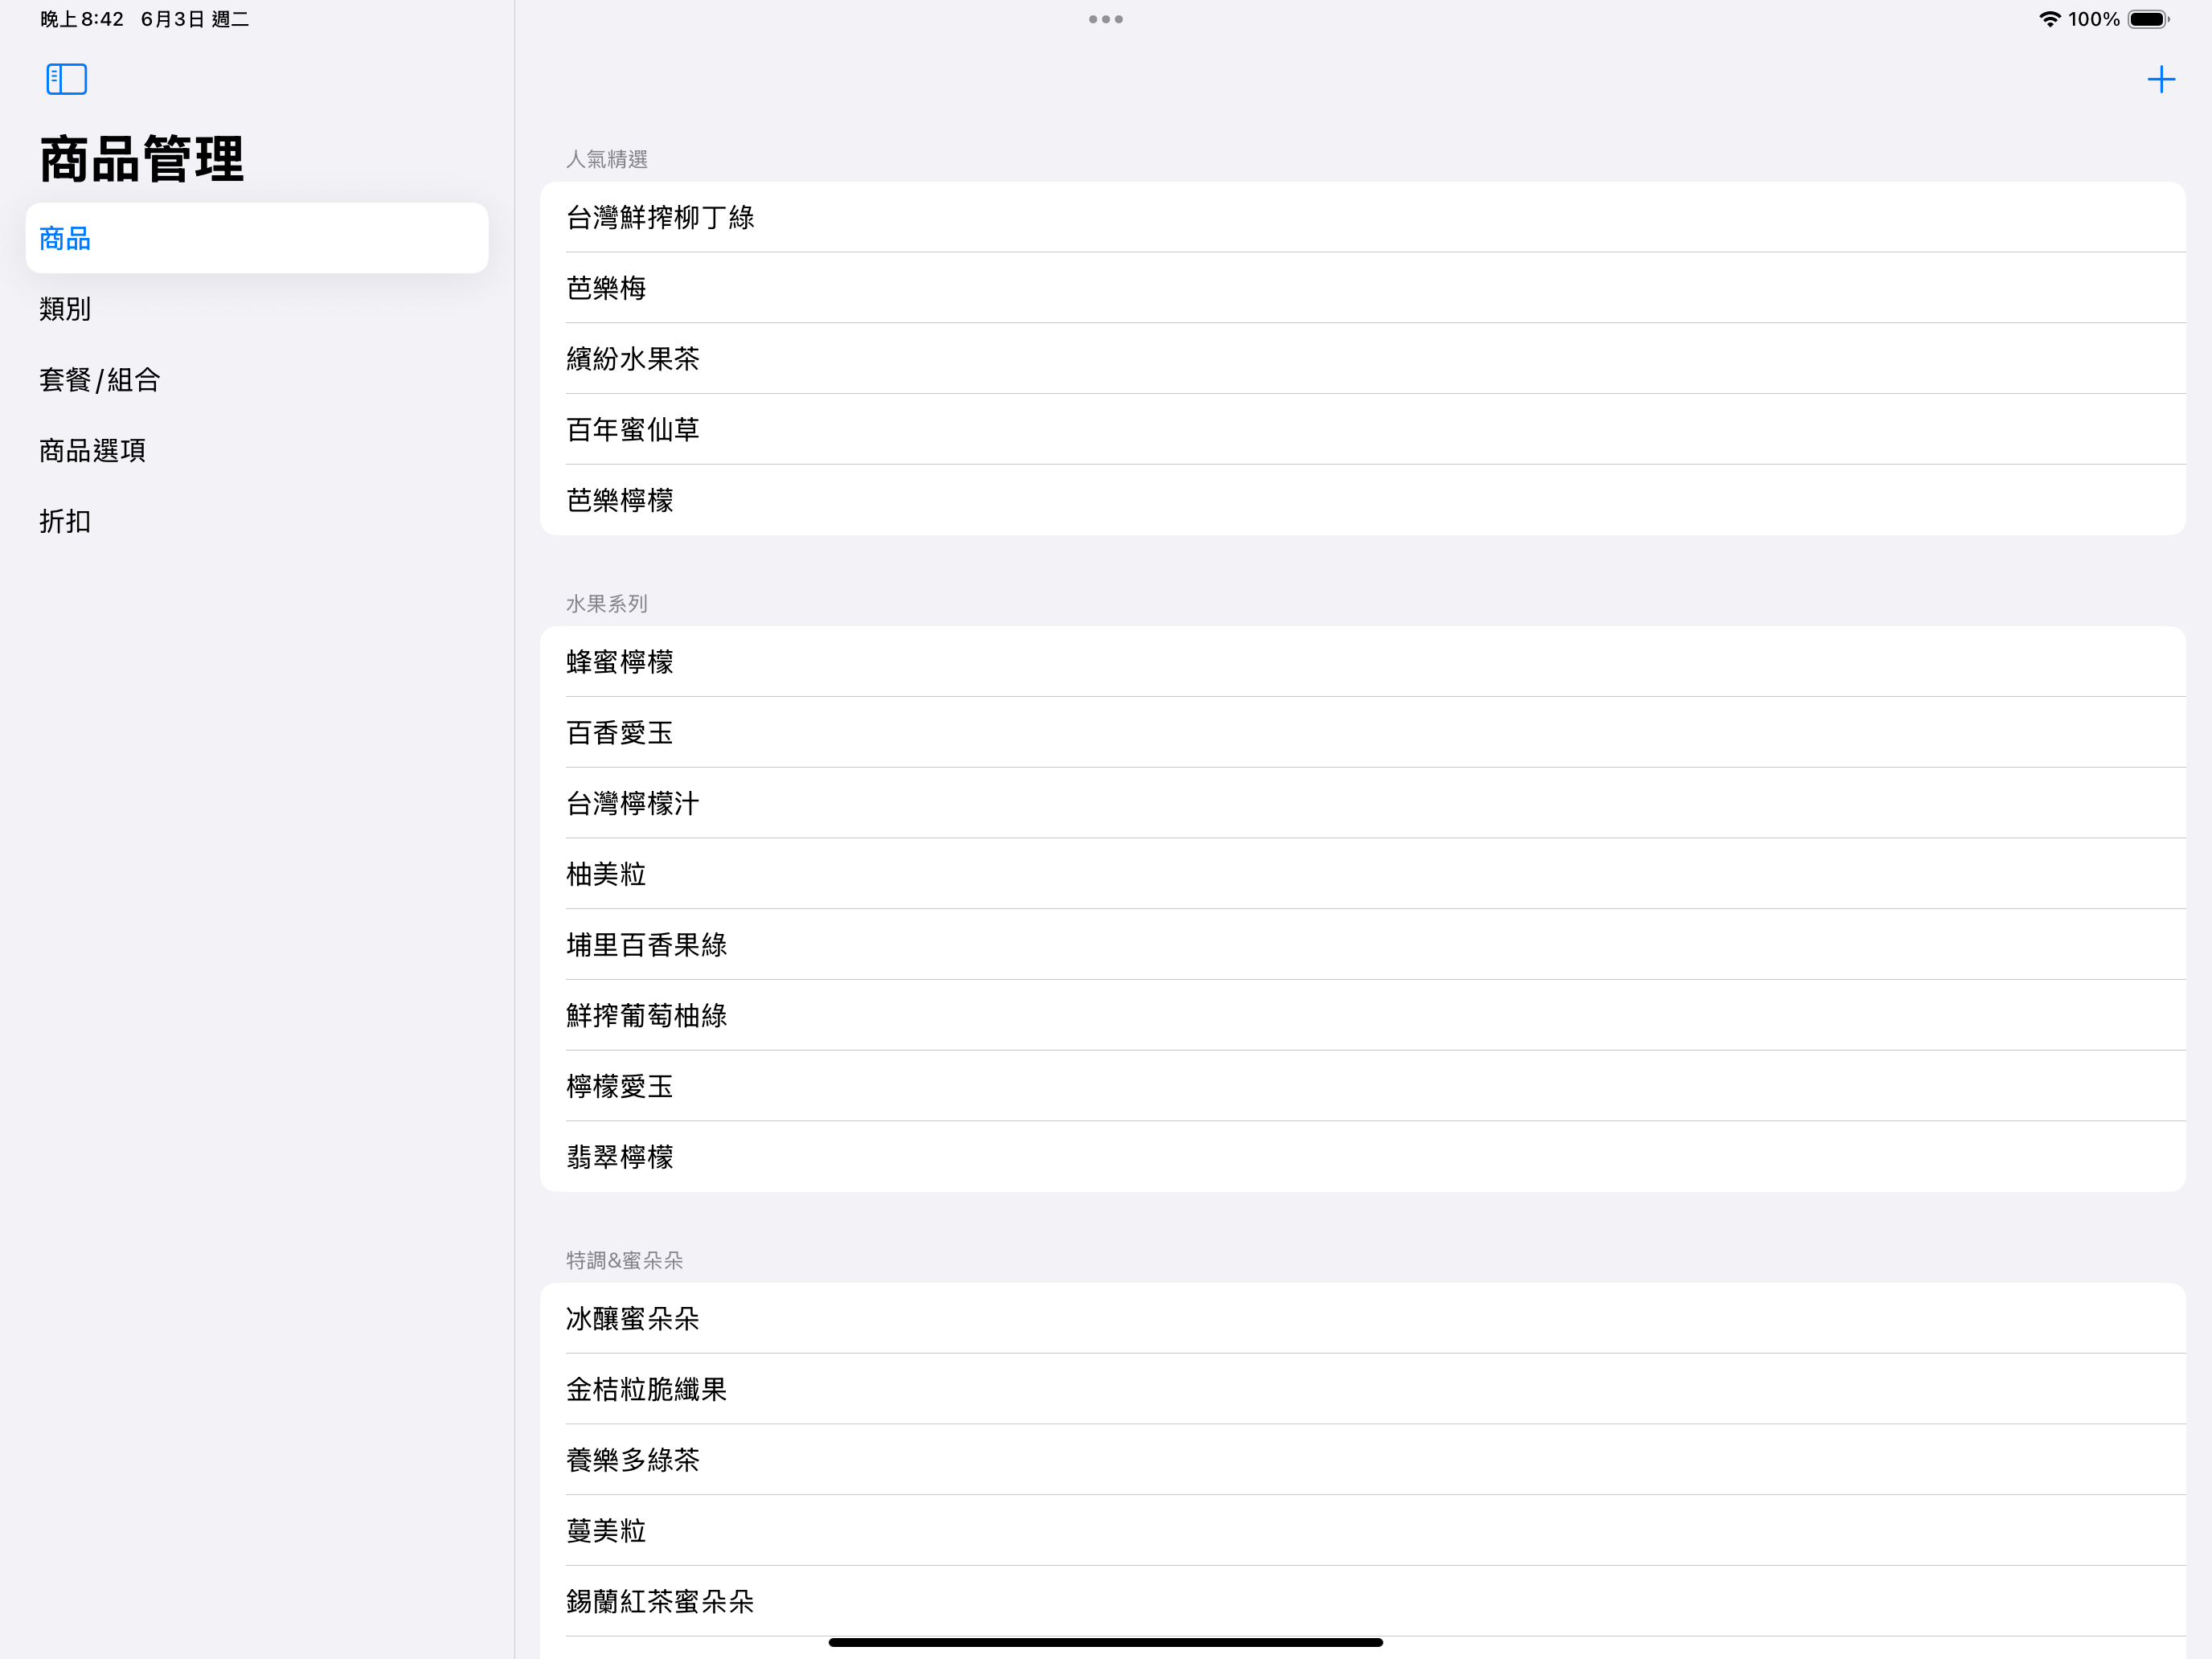 晚上8:42 6月3日 週二
100%
商品管理
商品
類別
套餐/組合
商品選項
折扣
人氣精選
台灣鮮搾柳丁綠
芭樂梅
繽紛水果茶
百年蜜仙草
芭樂檸檬
水果系列
蜂蜜檸檬
百香愛玉
台灣檸檬汁
柚美粒
埔里百香果綠
鮮搾葡萄柚綠
檸檬愛玉
翡翠檸檬
特調&蜜朵朵
冰釀蜜朵朵
金桔粒脆纖果
養樂多綠茶
蔓美粒
錫蘭紅茶蜜朵朵